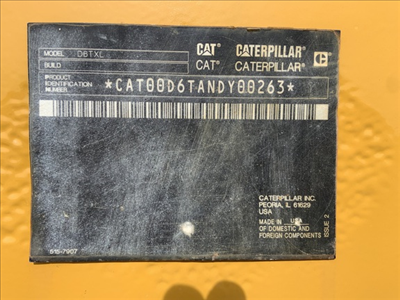 MODEL D6TXL CAT CATERPILLAR
BUILD CAT CATERPILLAR C
PRODUCT
IDENTIFICATION
NUMBER *CAT00D6TANDY00263*
CATERPILLAR INC.
PEORIA, IL 61629
USA
MADE IN USA
OF DOMESTIC AND
FOREIGN COMPONENTS
ISSUE 2
515-7907